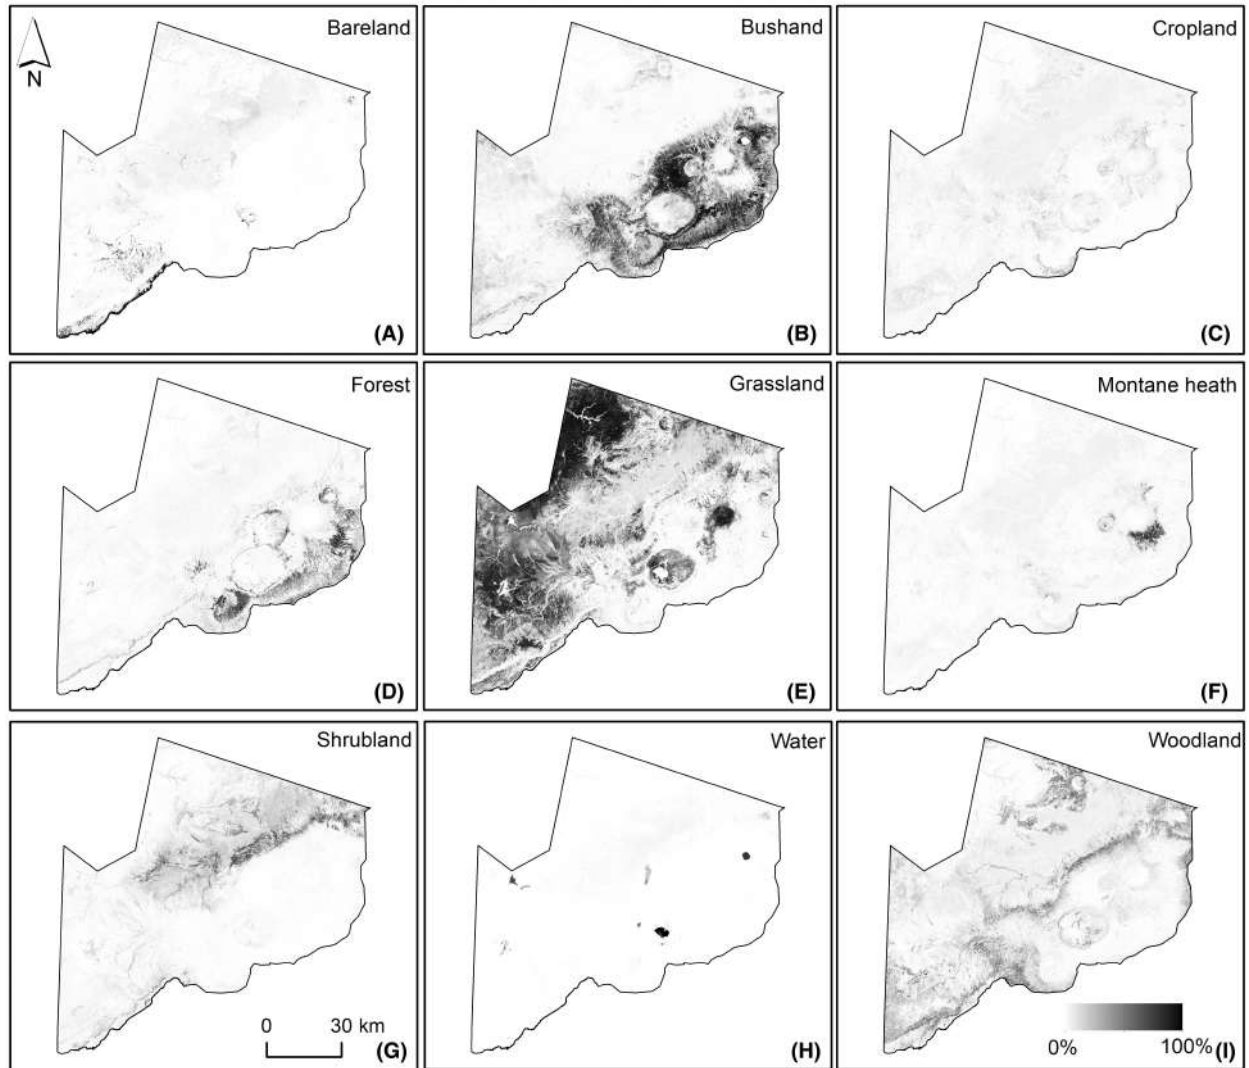 Bareland
N
(A)
Bushand
(B)
Cropland
(C)
Forest
(D)
Grassland
(E)
Montane heath
(F)
Shrubland
0 30 km
(G)
Water
(H)
Woodland
0% 100%
(I)